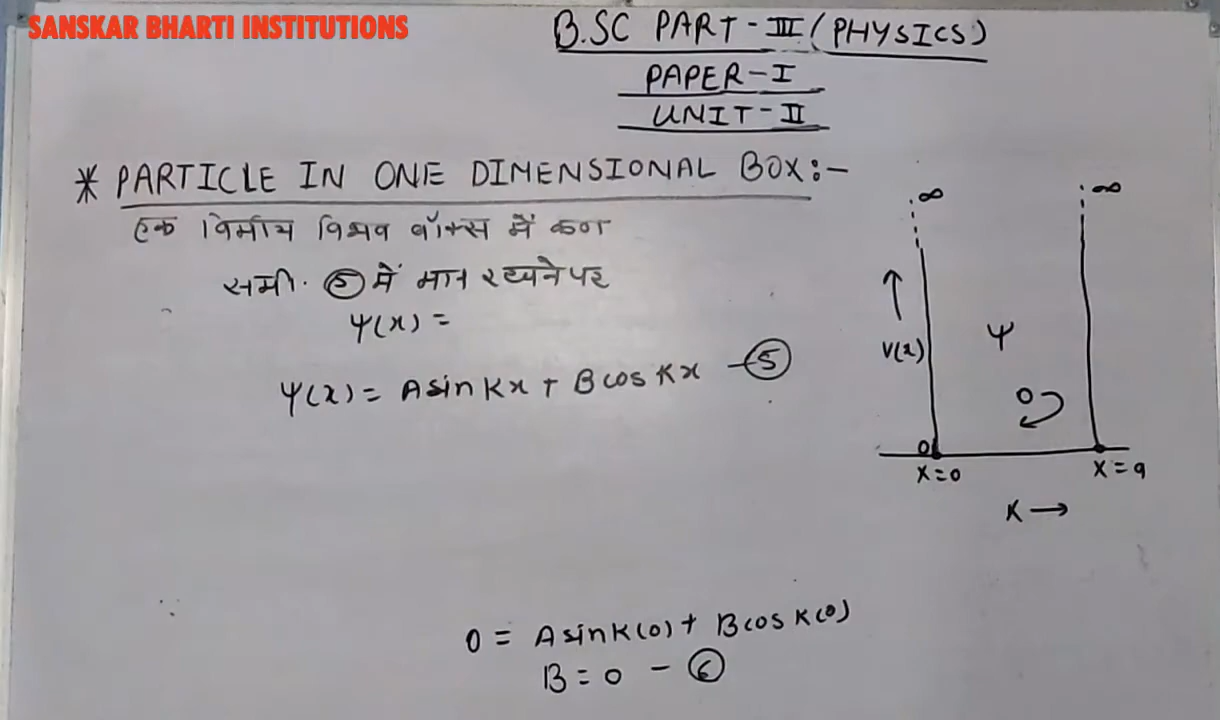 SANSKAR BHARTI INSTITUTIONS
B.SC PART-III (PHYSICS)
PAPER-I
UNIT-II
* PARTICLE IN ONE DIMENSIONAL BOX:-
एक विमीय विभव बॉक्स में कण
समी. ⑤ में मान रखने पर
Ψ(x) =
Ψ(x) = A sin Kx + B cos Kx — ⑤
∞ ∞
↑
V(x)
Ψ
0
x=0
x=a
x →
0 = A sin K(0) + B cos K(0)
B = 0 — ⑥